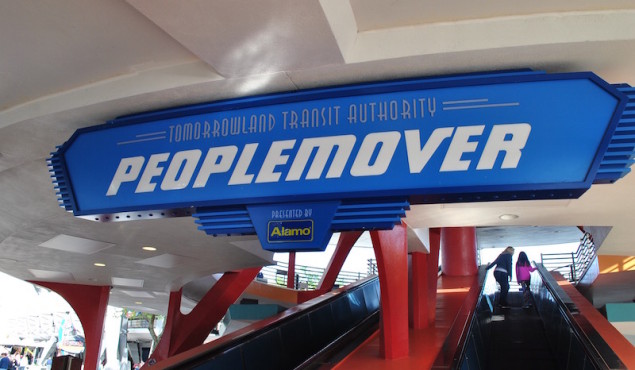 TOMORROWLAND TRANSIT AUTHORITY
PEOPLEMOVER
PRESENTED BY
Alamo